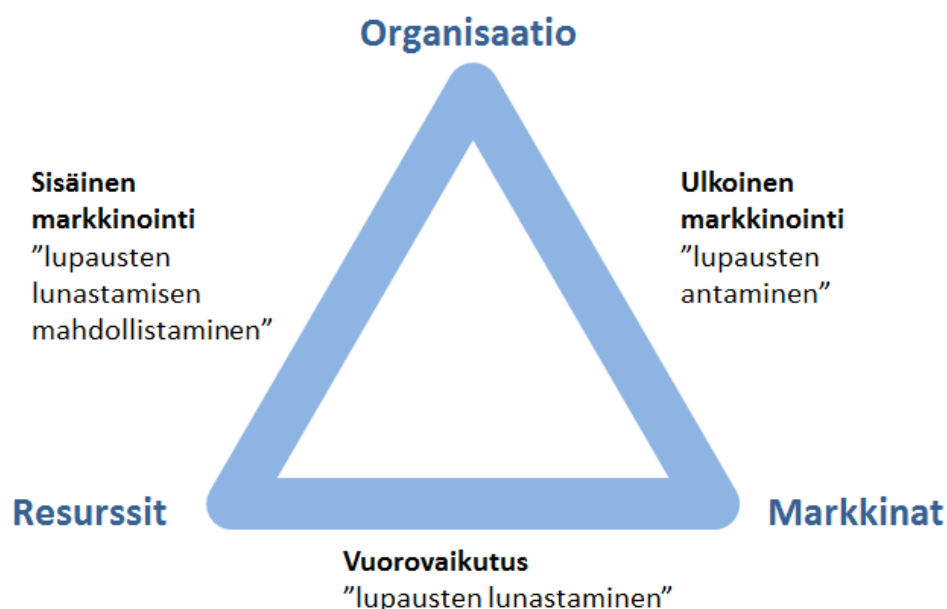 Organisaatio
Sisäinen
markkinointi
”lupausten
lunastamisen
mahdollistaminen”
Ulkoinen
markkinointi
”lupausten
antaminen”
Resurssit
Markkinat
Vuorovaikutus
”lupausten lunastaminen”